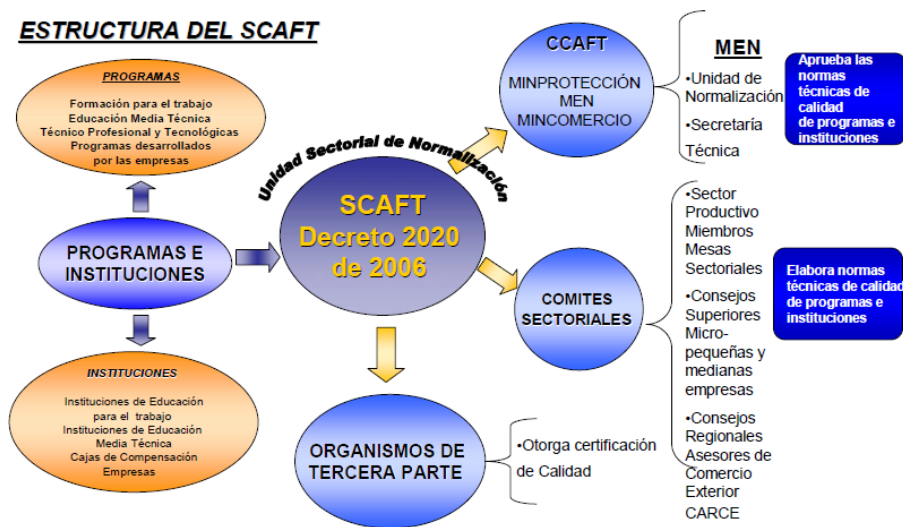 ESTRUCTURA DEL SCAFT
PROGRAMAS
Formación para el trabajo
Educación Media Técnica
Técnico Profesional y Tecnológicas
Programas desarrollados
por las empresas
PROGRAMAS E
INSTITUCIONES
INSTITUCIONES
Instituciones de Educación
para el trabajo
Instituciones de Educación
Media Técnica
Cajas de Compensación
Empresas
Unidad Sectorial de Normalización
SCAFT
Decreto 2020
de 2006
CCAFT
MINPROTECCIÓN
MEN
MINCOMERCIO
MEN
•Unidad de
Normalización
•Secretaría
Técnica
Aprueba las
normas
técnicas de
calidad
de programas e
instituciones
COMITES
SECTORIALES
•Sector
Productivo
Miembros
Mesas
Sectoriales
•Consejos
Superiores
Micro-
pequeñas y
medianas
empresas
•Consejos
Regionales
Asesores de
Comercio
Exterior
CARCE
Elabora normas
técnicas de calidad
de programas e
instituciones
ORGANISMOS DE
TERCERA PARTE
•Otorga certificación
de Calidad